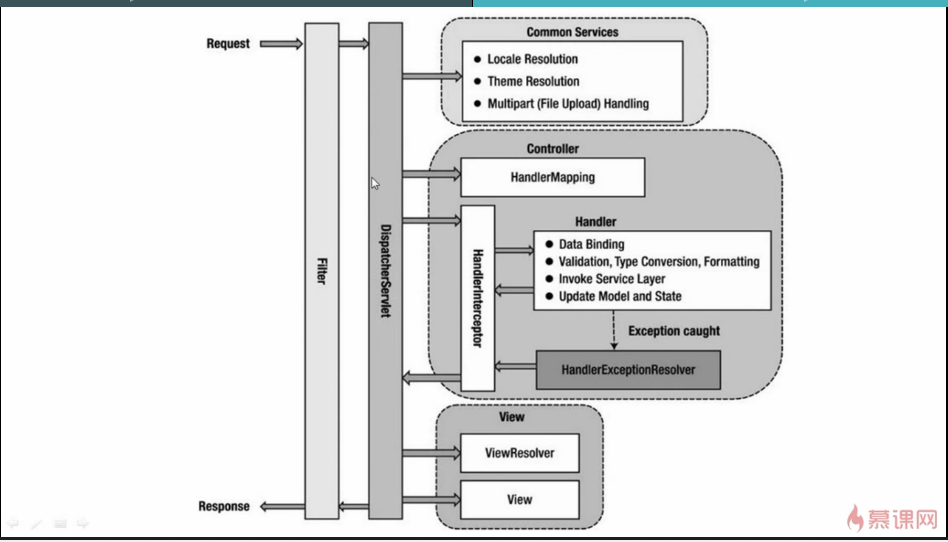 Request
Common Services
● Locale Resolution
● Theme Resolution
● Multipart (File Upload) Handling
Controller
HandlerMapping
Filter
DispatcherServlet
HandlerInterceptor
Handler
● Data Binding
● Validation, Type Conversion, Formatting
● Invoke Service Layer
● Update Model and State
Exception caught
HandlerExceptionResolver
View
ViewResolver
View
Response
慕课网